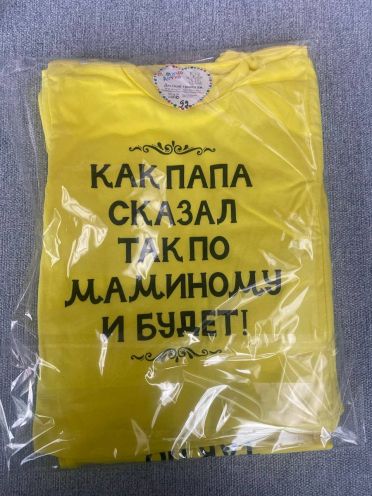 КАК ПАПА
СКАЗАЛ
ТАК ПО
МАМИНОМУ
И БУДЕТ!